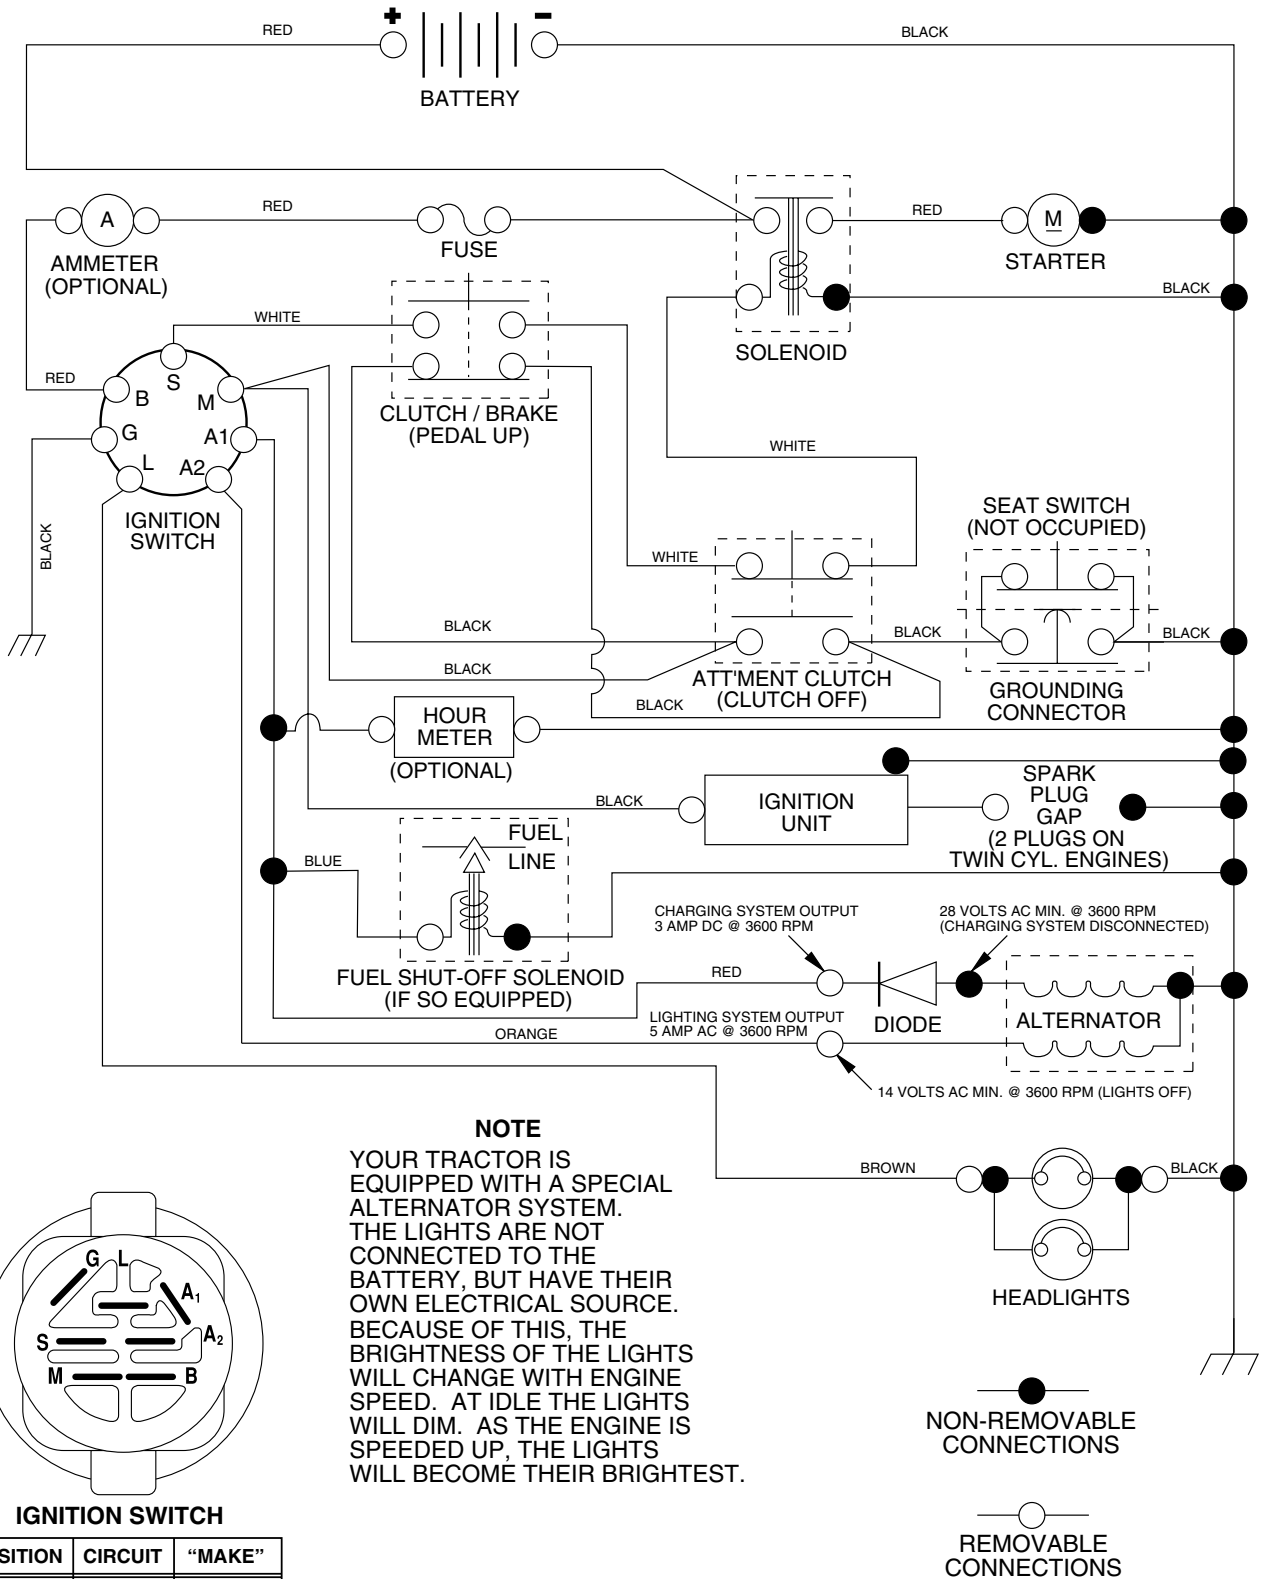 RED
+
–
BLACK
BATTERY
RED
A
AMMETER
(OPTIONAL)
FUSE
RED
M
STARTER
BLACK
SOLENOID
WHITE
RED
S
B
M
G
A1
L
A2
IGNITION
SWITCH
BLACK
CLUTCH / BRAKE
(PEDAL UP)
WHITE
SEAT SWITCH
(NOT OCCUPIED)
WHITE
BLACK
BLACK
BLACK
BLACK
ATT'MENT CLUTCH
(CLUTCH OFF)
GROUNDING
CONNECTOR
BLACK
HOUR
METER
(OPTIONAL)
BLACK
IGNITION
UNIT
SPARK
PLUG
GAP
(2 PLUGS ON
TWIN CYL. ENGINES)
BLUE
FUEL
LINE
FUEL SHUT-OFF SOLENOID
(IF SO EQUIPPED)
CHARGING SYSTEM OUTPUT
3 AMP DC @ 3600 RPM
28 VOLTS AC MIN. @ 3600 RPM
(CHARGING SYSTEM DISCONNECTED)
RED
DIODE
ALTERNATOR
LIGHTING SYSTEM OUTPUT
5 AMP AC @ 3600 RPM
ORANGE
14 VOLTS AC MIN. @ 3600 RPM (LIGHTS OFF)
BROWN
BLACK
HEADLIGHTS
NOTE
YOUR TRACTOR IS
EQUIPPED WITH A SPECIAL
ALTERNATOR SYSTEM.
THE LIGHTS ARE NOT
CONNECTED TO THE
BATTERY, BUT HAVE THEIR
OWN ELECTRICAL SOURCE.
BECAUSE OF THIS, THE
BRIGHTNESS OF THE LIGHTS
WILL CHANGE WITH ENGINE
SPEED. AT IDLE THE LIGHTS
WILL DIM. AS THE ENGINE IS
SPEEDED UP, THE LIGHTS
WILL BECOME THEIR BRIGHTEST.
G L
A1
S
A2
M
B
IGNITION SWITCH
SITION CIRCUIT “MAKE”
NON-REMOVABLE
CONNECTIONS
REMOVABLE
CONNECTIONS